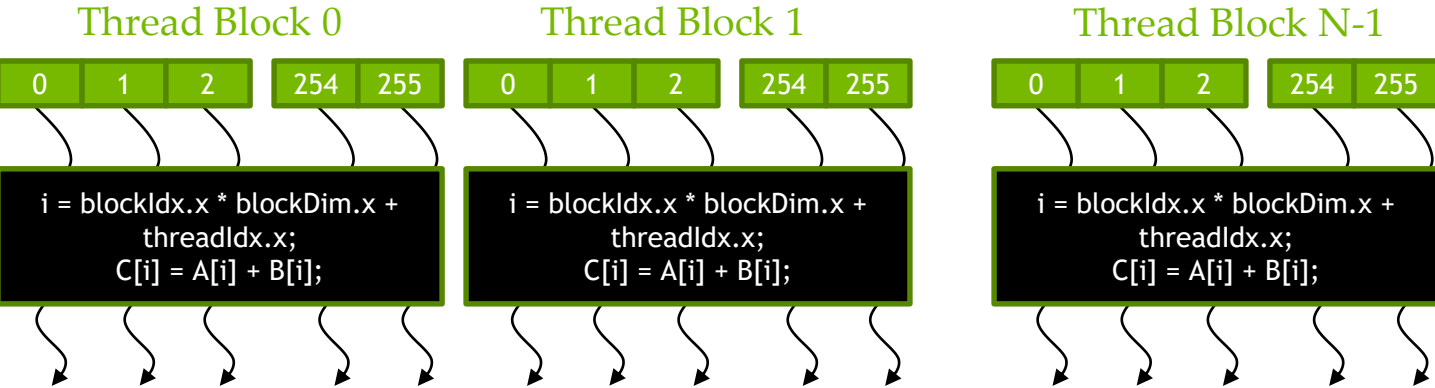 Thread Block 0
0 1 2 254 255
i = blockIdx.x * blockDim.x +
threadIdx.x;
C[i] = A[i] + B[i];
Thread Block 1
0 1 2 254 255
i = blockIdx.x * blockDim.x +
threadIdx.x;
C[i] = A[i] + B[i];
Thread Block N-1
0 1 2 254 255
i = blockIdx.x * blockDim.x +
threadIdx.x;
C[i] = A[i] + B[i];